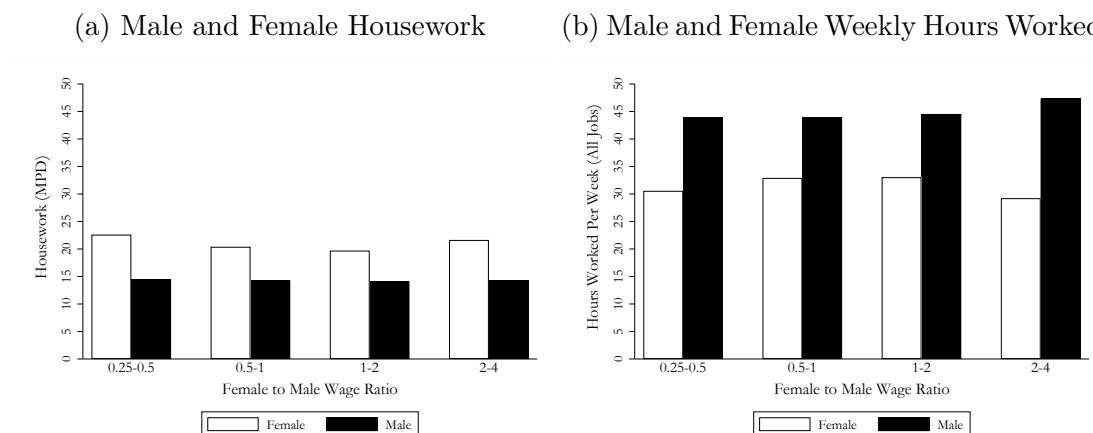 (a) Male and Female Housework
(b) Male and Female Weekly Hours Worked
Housework (MPD)
50
45
40
35
30
25
20
15
10
5
0
0.25-0.5 0.5-1 1-2 2-4
Female to Male Wage Ratio
Female Male
Hours Worked Per Week (All Jobs)
50
45
40
35
30
25
20
15
10
5
0
0.25-0.5 0.5-1 1-2 2-4
Female to Male Wage Ratio
Female Male